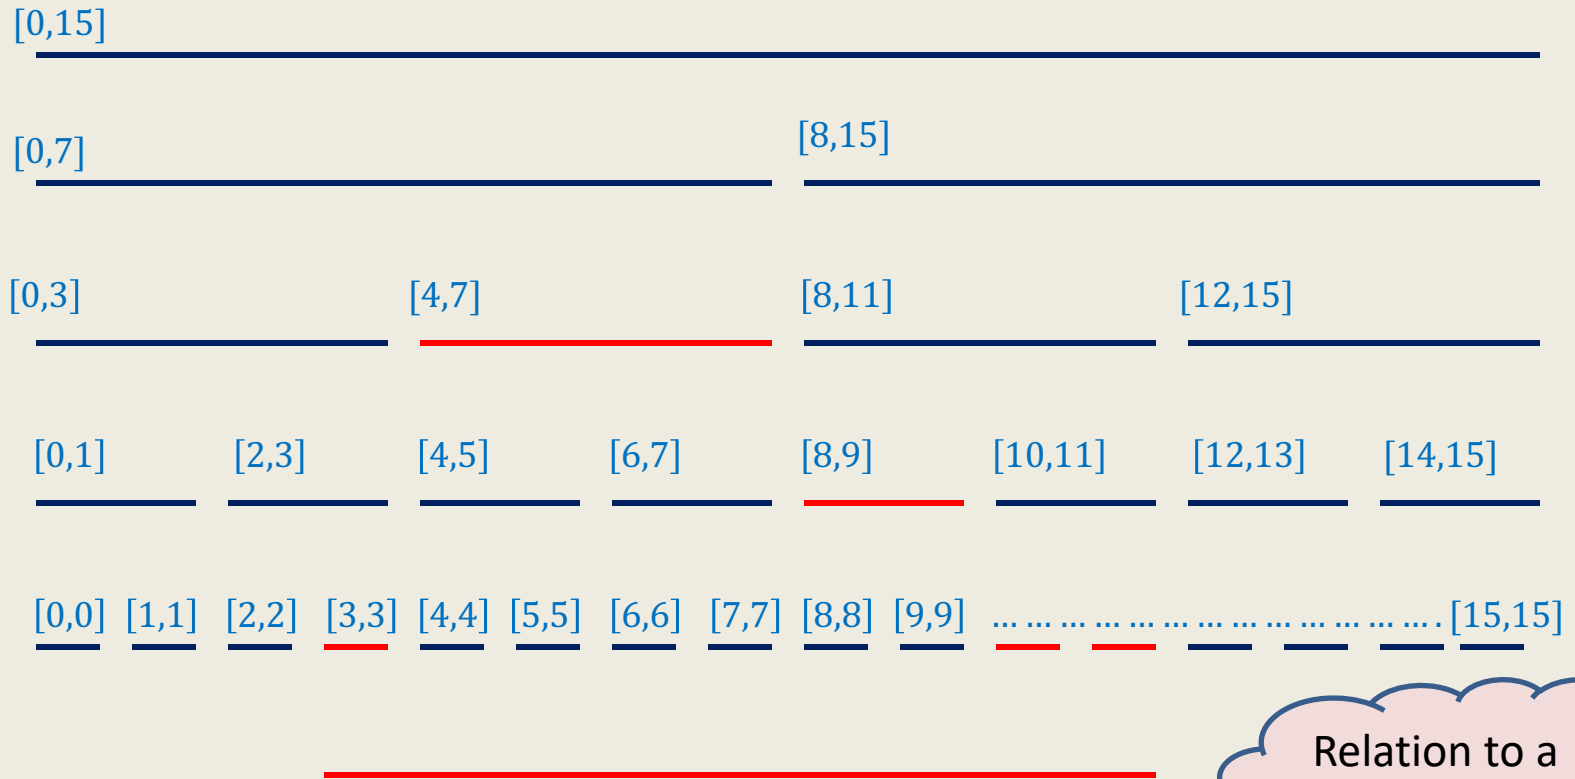 [0,15]
[0,7] [8,15]
[0,3] [4,7] [8,11] [12,15]
[0,1] [2,3] [4,5] [6,7] [8,9] [10,11] [12,13] [14,15]
[0,0] [1,1] [2,2] [3,3] [4,4] [5,5] [6,6] [7,7] [8,8] [9,9] … … … … … … … … … … … … … . [15,15]
Relation to a